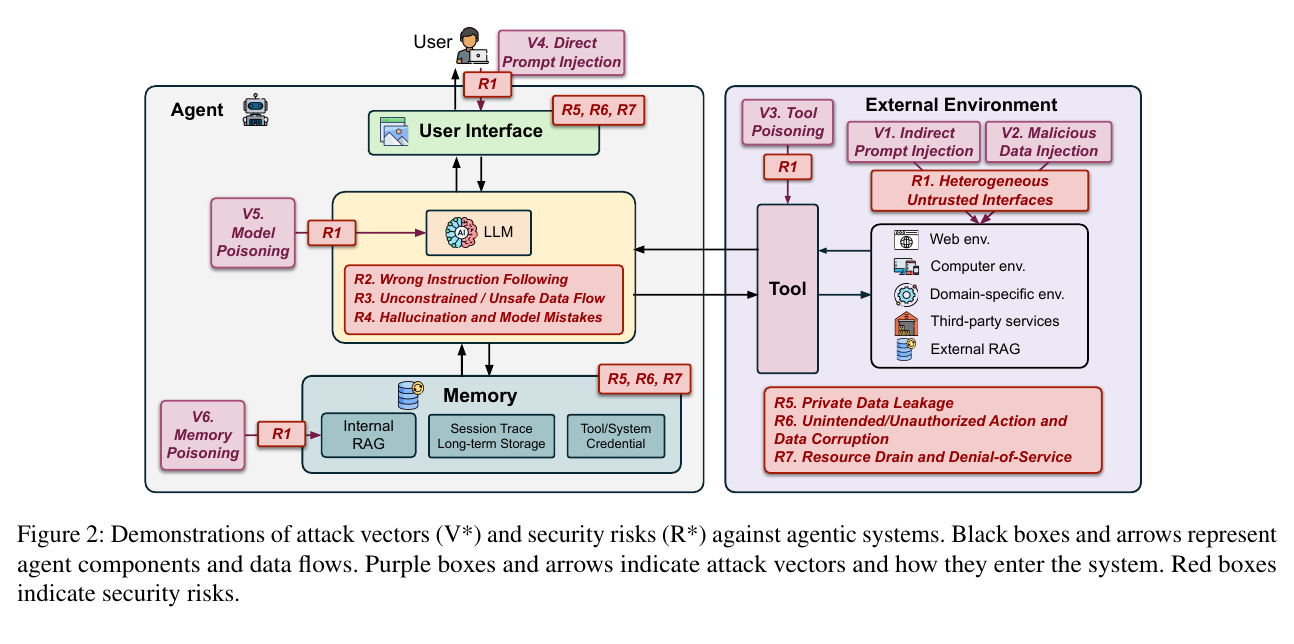 User
V4. Direct
Prompt Injection
R1
Agent
R5, R6, R7
User Interface
V5.
Model
Poisoning
R1
LLM
R2. Wrong Instruction Following
R3. Unconstrained / Unsafe Data Flow
R4. Hallucination and Model Mistakes
R5, R6, R7
Memory
V6.
Memory
Poisoning
R1
Internal
RAG
Session Trace
Long-term Storage
Tool/System
Credential
External Environment
V3. Tool
Poisoning
R1
V1. Indirect
Prompt Injection
V2. Malicious
Data Injection
R1. Heterogeneous
Untrusted Interfaces
Tool
Web env.
Computer env.
Domain-specific env.
Third-party services
External RAG
R5. Private Data Leakage
R6. Unintended/Unauthorized Action and
Data Corruption
R7. Resource Drain and Denial-of-Service
Figure 2: Demonstrations of attack vectors (V*) and security risks (R*) against agentic systems. Black boxes and arrows represent
agent components and data flows. Purple boxes and arrows indicate attack vectors and how they enter the system. Red boxes
indicate security risks.